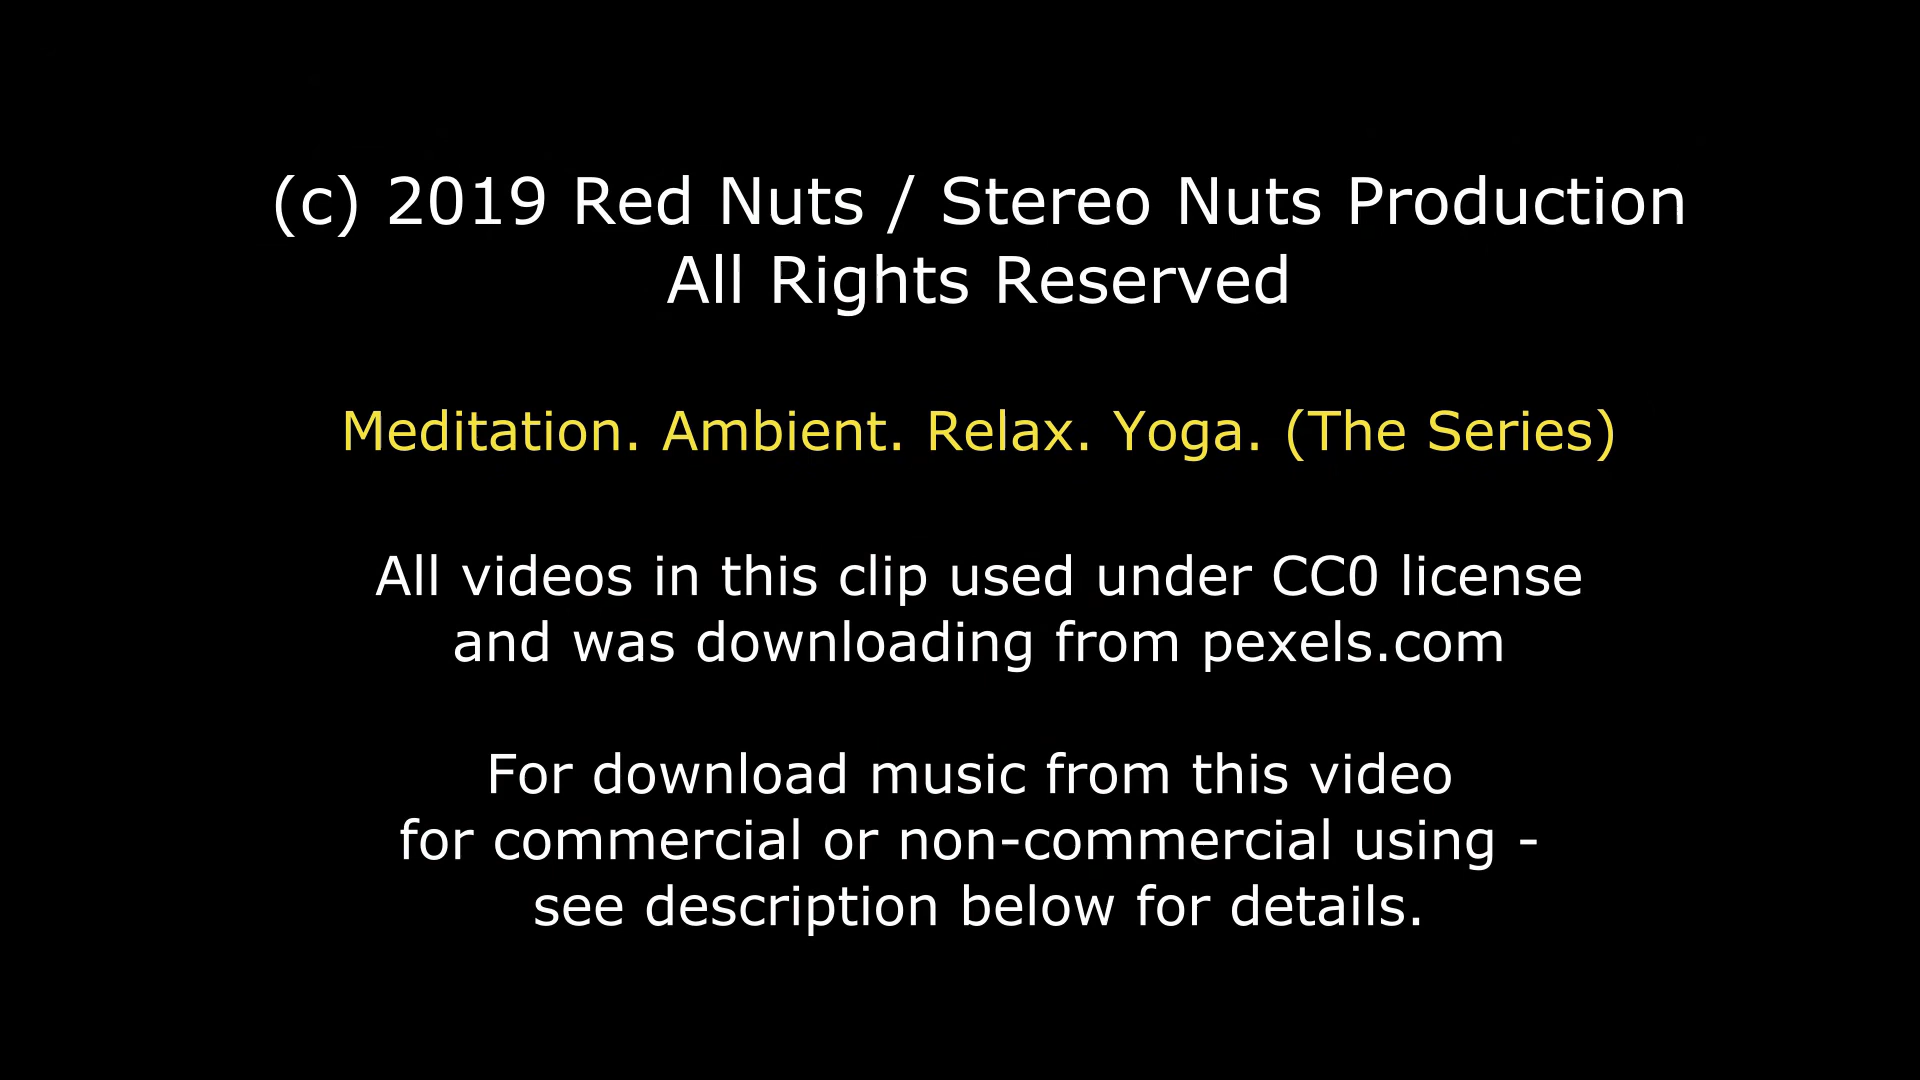 (c) 2019 Red Nuts / Stereo Nuts Production
All Rights Reserved
Meditation. Ambient. Relax. Yoga. (The Series)
All videos in this clip used under CC0 license
and was downloading from pexels.com
For download music from this video
for commercial or non-commercial using -
see description below for details.